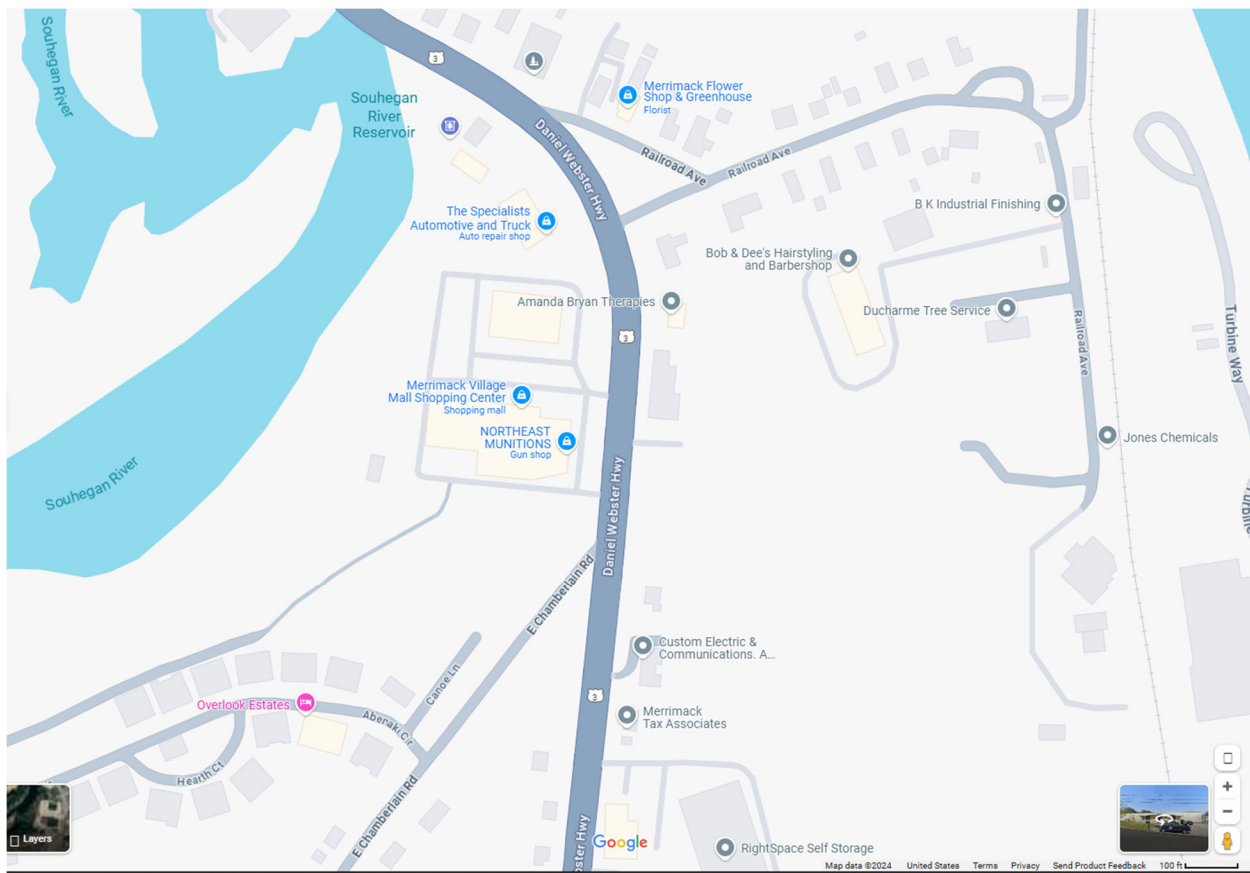 Souhegan River
3
Souhegan
River
Reservoir
Merrimack Flower
Shop & Greenhouse
Florist
Daniel Webster Hwy
Railroad Ave
Railroad Ave
The Specialists
Automotive and Truck
Auto repair shop
B K Industrial Finishing
Bob & Dee's Hairstyling
and Barbershop
Amanda Bryan Therapies
Ducharme Tree Service
3
Railroad Ave
Turbine Way
Merrimack Village
Mall Shopping Center
Shopping mall
NORTHEAST
MUNITIONS
Gun shop
Jones Chemicals
Souhegan River
Daniel Webster Hwy
E Chamberlain Rd
Custom Electric &
Communications. A...
Canoe Ln
Overlook Estates
3
Merrimack
Tax Associates
Abenaki Cir
Hearth Ct
E Chamberlain Rd
Layers
Google
RightSpace Self Storage
Map data ©2024 United States Terms Privacy Send Product Feedback 100 ft